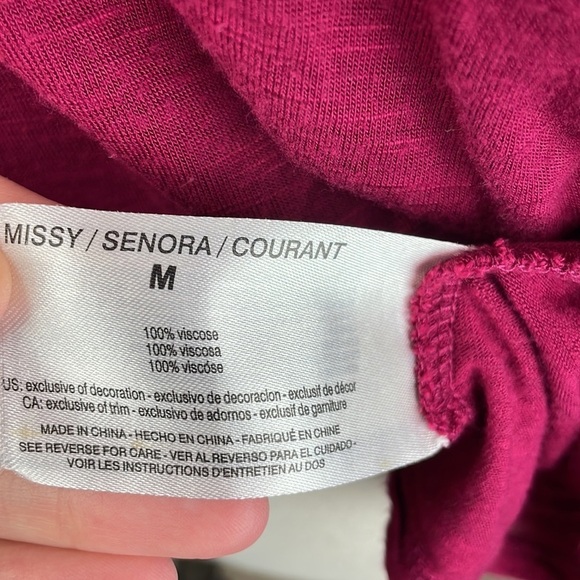 MISSY / SENORA / COURANT
M
100% viscose
100% viscosa
100% viscóse
US: exclusive of decoration - exclusivo de decoracion - exclusif de décor
CA: exclusive of trim - exclusivo de adornos - exclusif de garniture
MADE IN CHINA - HECHO EN CHINA - FABRIQUÉ EN CHINE
SEE REVERSE FOR CARE - VER AL REVERSO PARA EL CUIDADO -
VOIR LES INSTRUCTIONS D'ENTRETIEN AU DOS